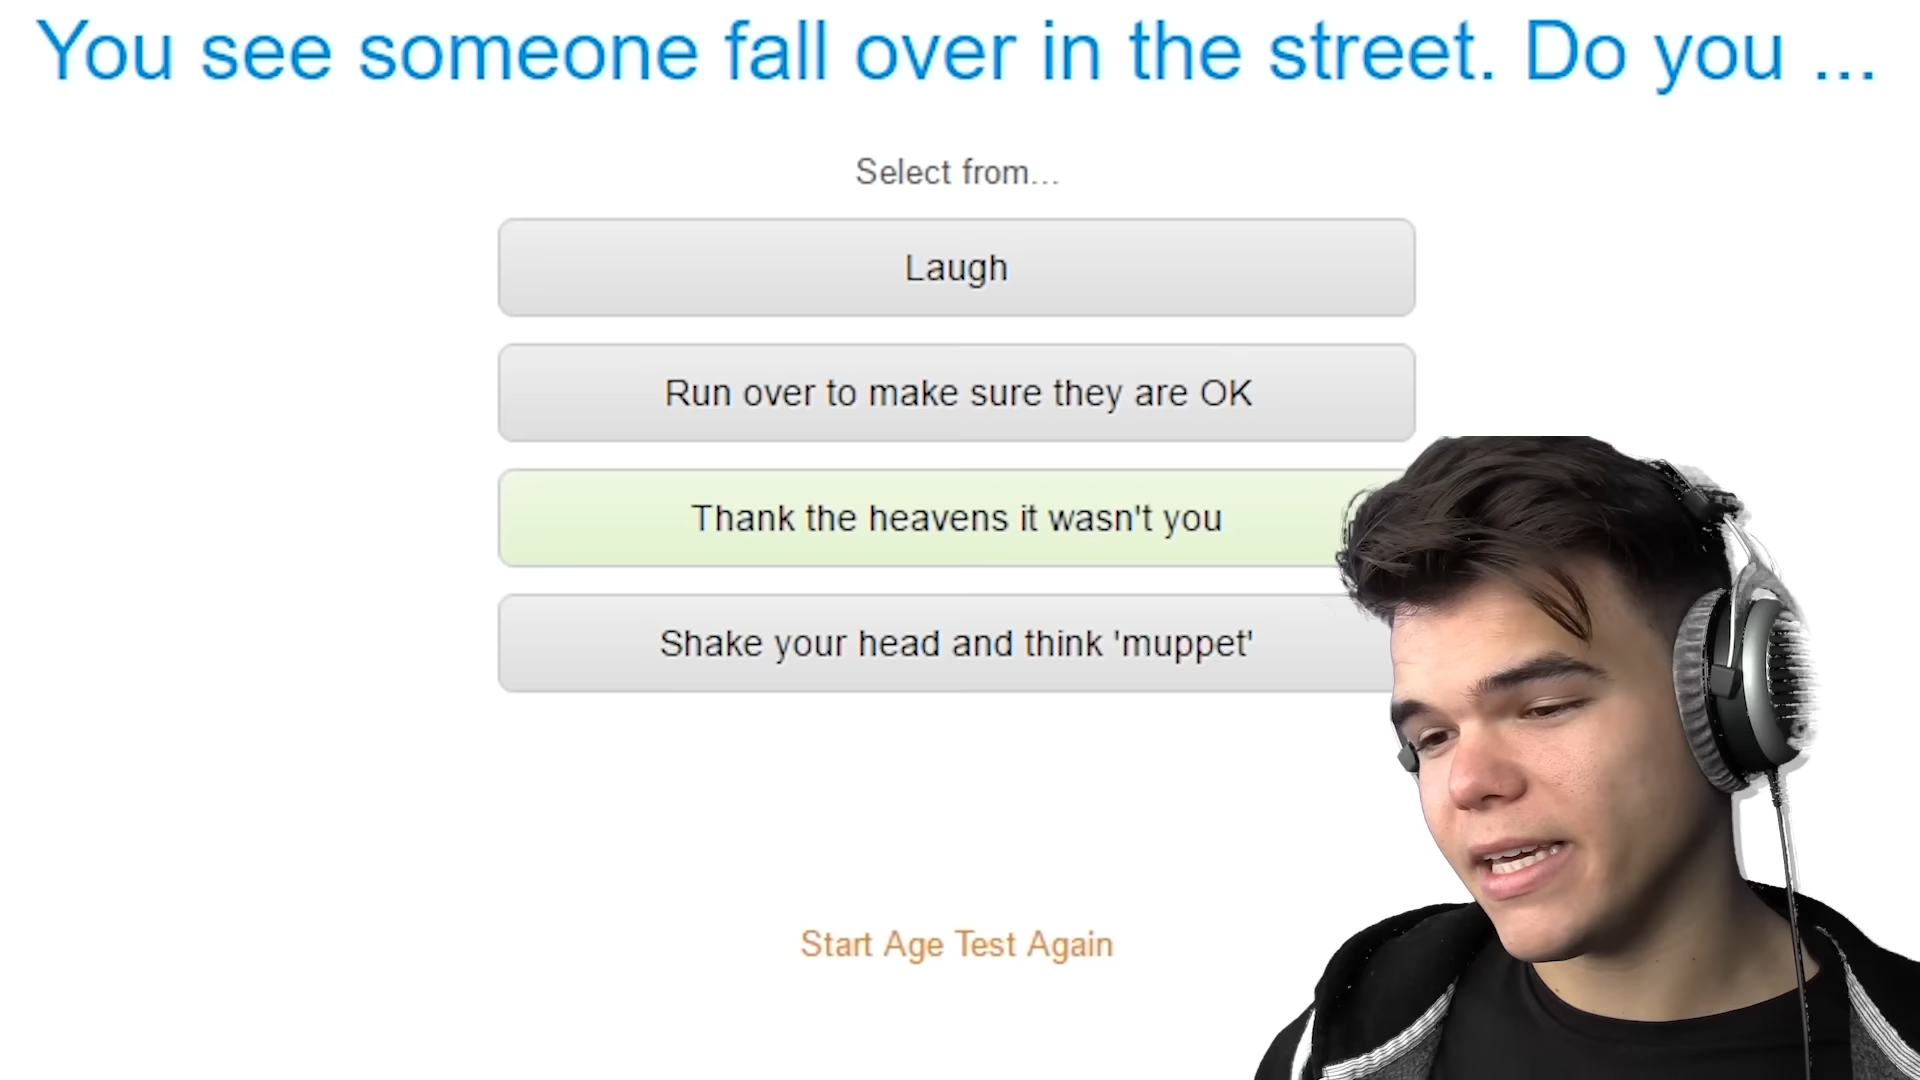 You see someone fall over in the street. Do you ...
Select from...
Laugh
Run over to make sure they are OK
Thank the heavens it wasn't you
Shake your head and think 'muppet'
Start Age Test Again